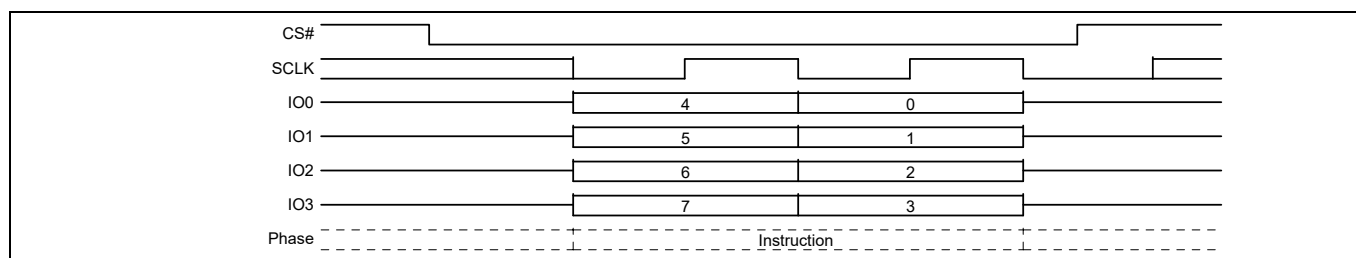 CS#
SCLK
IO0 4 0
IO1 5 1
IO2 6 2
IO3 7 3
Phase Instruction